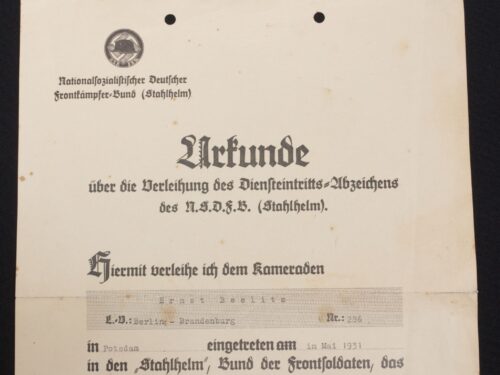 Nationalsozialistischer Deutscher
Frontkämpfer-Bund (Stahlhelm)
Urkunde
über die Verleihung des Diensteintritts-Abzeichens
des N.S.D.F.B. (Stahlhelm).
Hiermit verleihe ich dem Kameraden
Ernst Beelitz
L.-V.: Berlin - Brandenburg Nr.: 256
in Potsdam eingetreten am im Mai 1931
in den „Stahlhelm“, Bund der Frontsoldaten, das